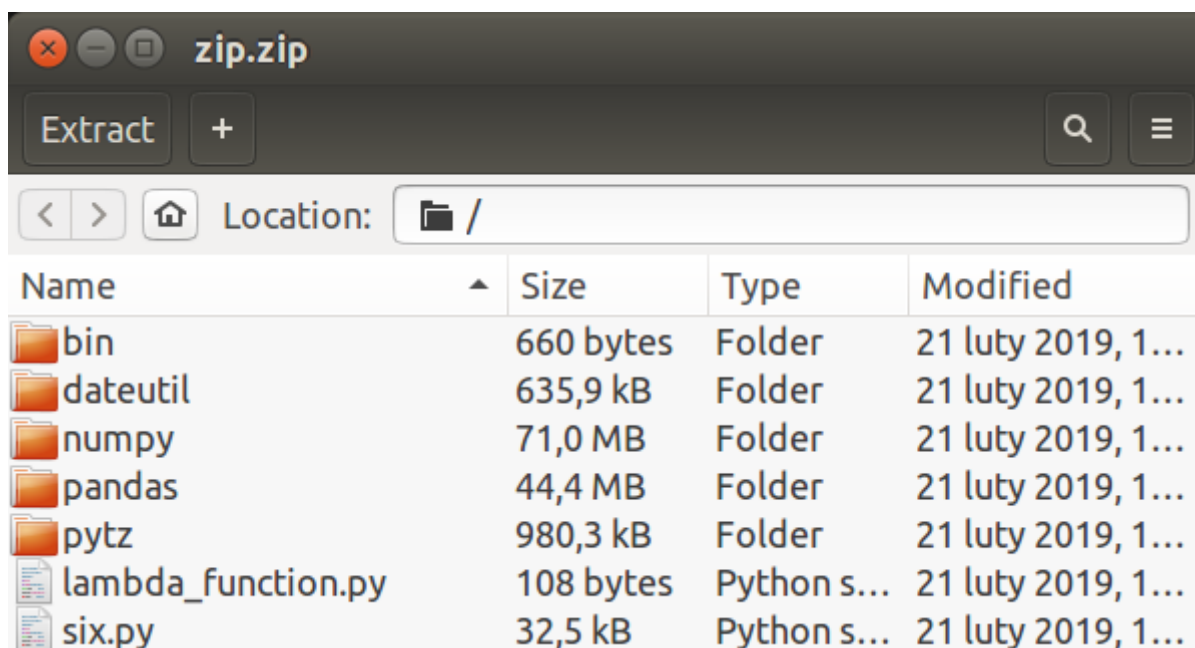 zip.zip
Extract +
Location: /
Name Size Type Modified
bin 660 bytes Folder 21 luty 2019, 1...
dateutil 635,9 kB Folder 21 luty 2019, 1...
numpy 71,0 MB Folder 21 luty 2019, 1...
pandas 44,4 MB Folder 21 luty 2019, 1...
pytz 980,3 kB Folder 21 luty 2019, 1...
lambda_function.py 108 bytes Python s... 21 luty 2019, 1...
six.py 32,5 kB Python s... 21 luty 2019, 1...